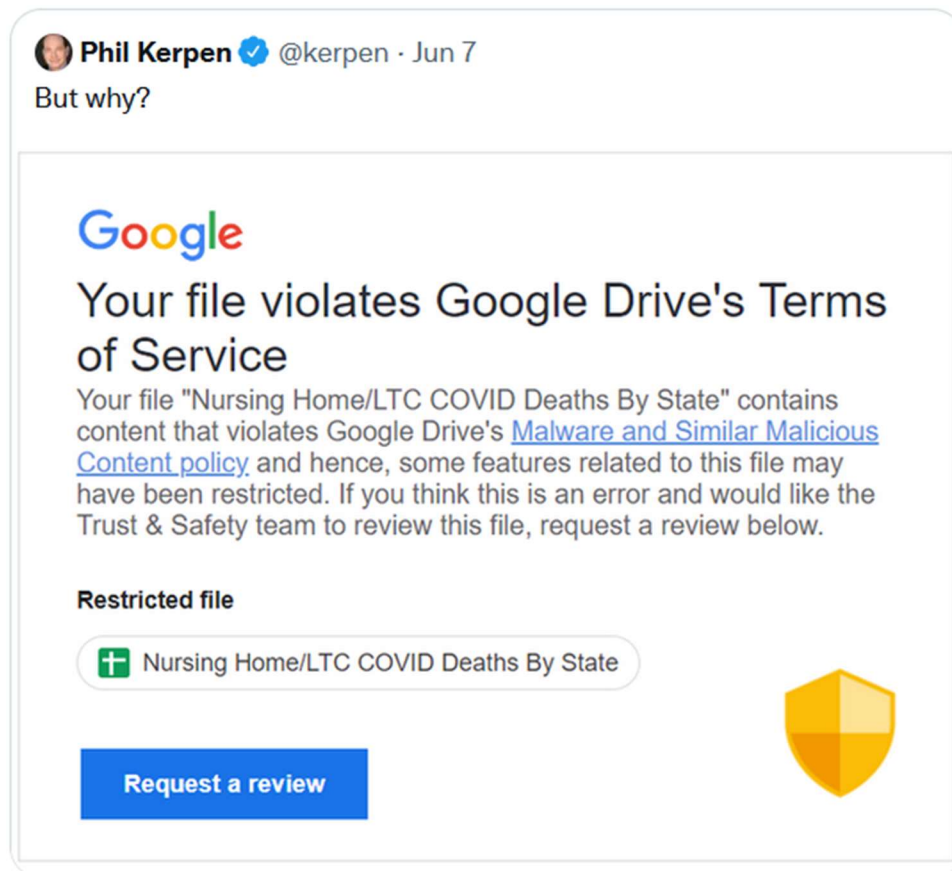 Phil Kerpen @kerpen · Jun 7
But why?
Google
Your file violates Google Drive's Terms
of Service
Your file "Nursing Home/LTC COVID Deaths By State" contains
content that violates Google Drive's Malware and Similar Malicious
Content policy and hence, some features related to this file may
have been restricted. If you think this is an error and would like the
Trust & Safety team to review this file, request a review below.
Restricted file
Nursing Home/LTC COVID Deaths By State
Request a review